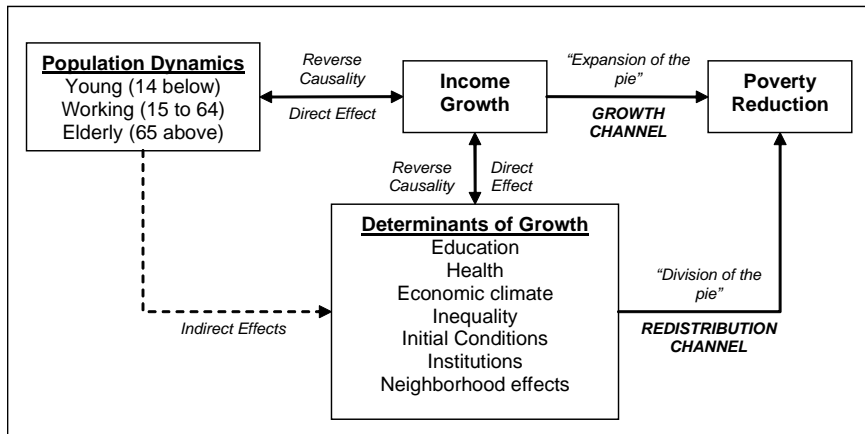 Population Dynamics
Young (14 below)
Working (15 to 64)
Elderly (65 above)
Reverse
Causality
Direct Effect
Income
Growth
“Expansion of the
pie”
GROWTH
CHANNEL
Poverty
Reduction
Reverse
Causality
Direct
Effect
Determinants of Growth
Education
Health
Economic climate
Inequality
Initial Conditions
Institutions
Neighborhood effects
Indirect Effects
“Division of the
pie”
REDISTRIBUTION
CHANNEL